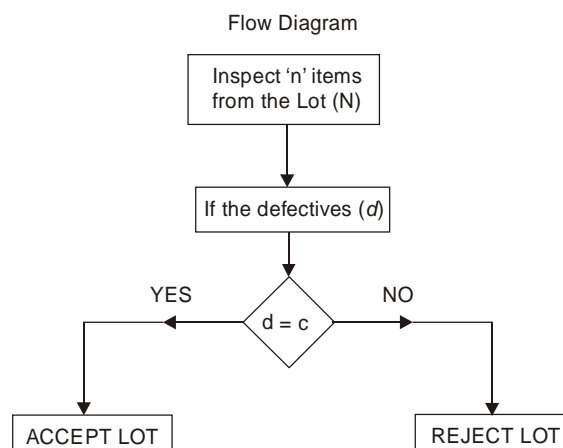 Flow Diagram
Inspect ‘n’ items
from the Lot (N)
If the defectives (d)
YES
NO
d = c
ACCEPT LOT
REJECT LOT